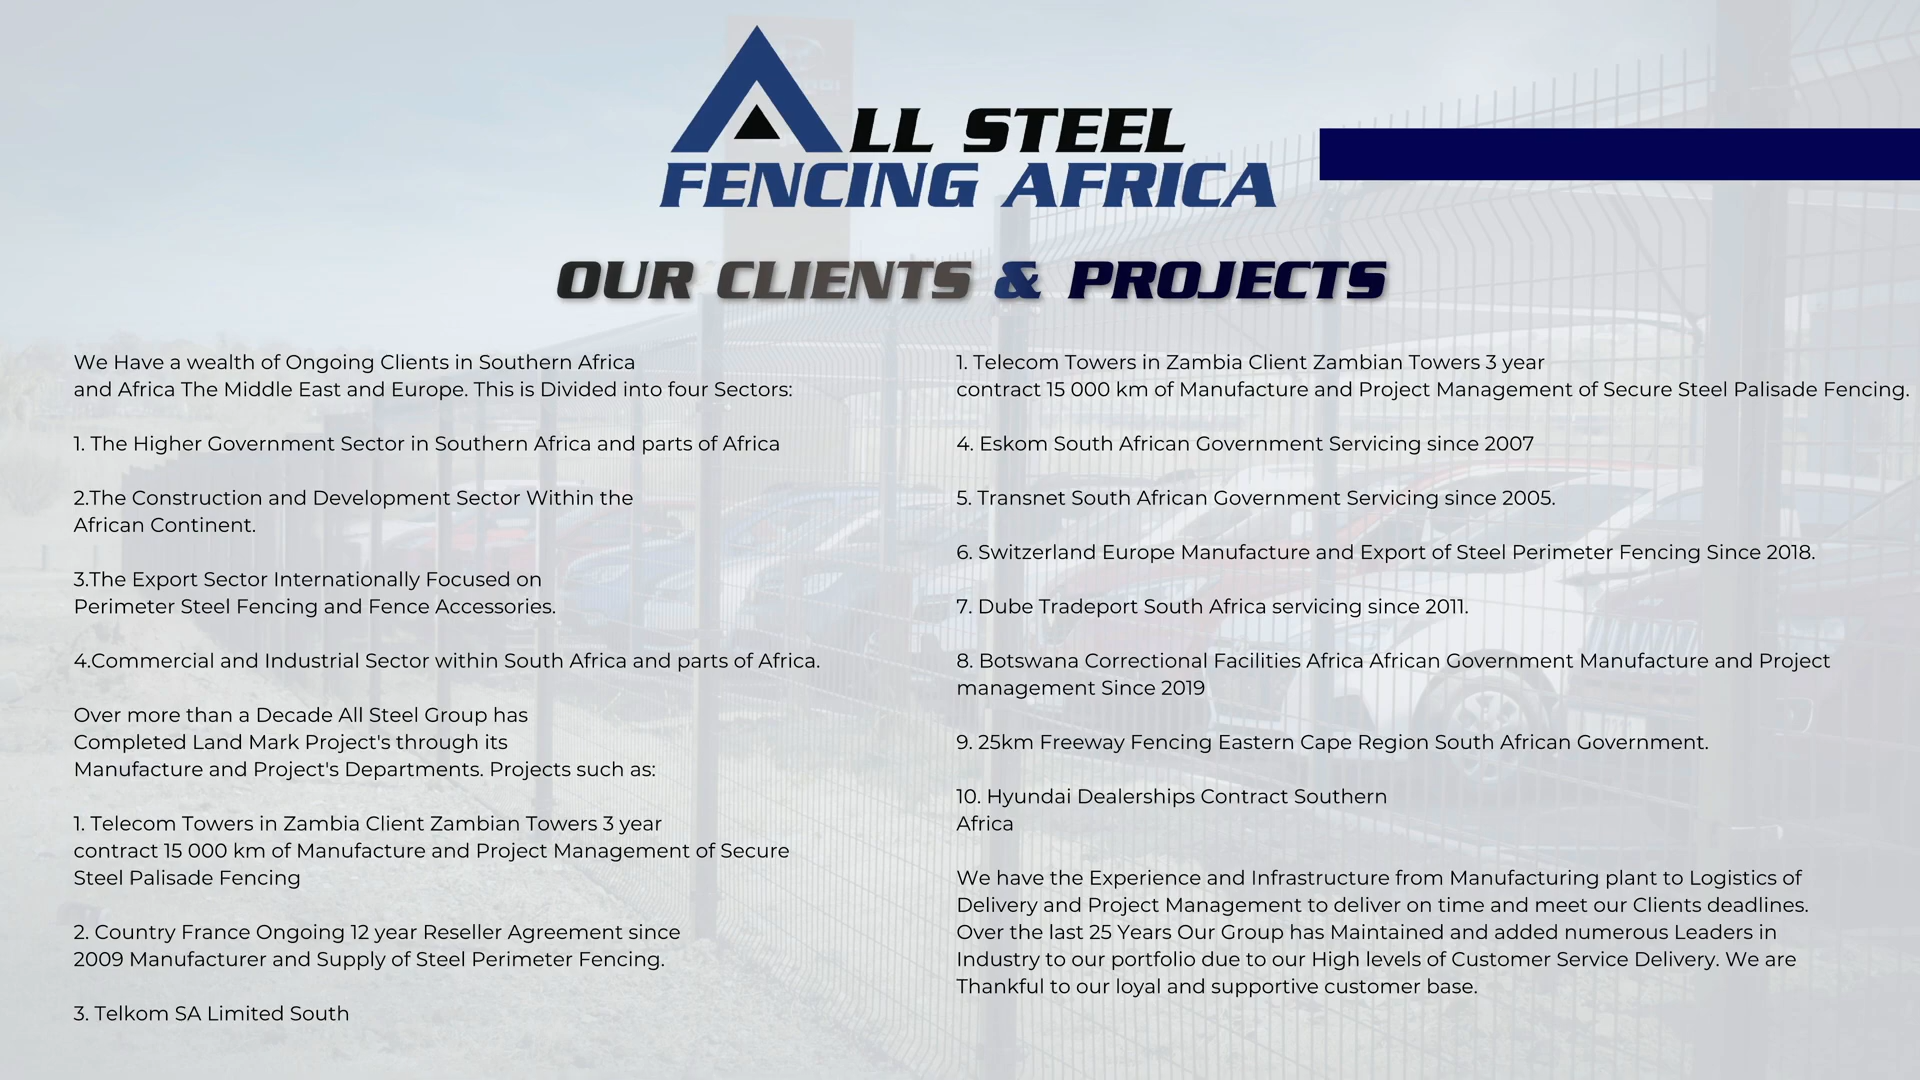 ALL STEEL
FENCING AFRICA
OUR CLIENTS & PROJECTS
We Have a wealth of Ongoing Clients in Southern Africa
and Africa The Middle East and Europe. This is Divided into four Sectors:
1. The Higher Government Sector in Southern Africa and parts of Africa
2.The Construction and Development Sector Within the
African Continent.
3.The Export Sector Internationally Focused on
Perimeter Steel Fencing and Fence Accessories.
4.Commercial and Industrial Sector within South Africa and parts of Africa.
Over more than a Decade All Steel Group has
Completed Land Mark Project's through its
Manufacture and Project's Departments. Projects such as:
1. Telecom Towers in Zambia Client Zambian Towers 3 year
contract 15 000 km of Manufacture and Project Management of Secure
Steel Palisade Fencing
2. Country France Ongoing 12 year Reseller Agreement since
2009 Manufacturer and Supply of Steel Perimeter Fencing.
3. Telkom SA Limited South
1. Telecom Towers in Zambia Client Zambian Towers 3 year
contract 15 000 km of Manufacture and Project Management of Secure Steel Palisade Fencing.
4. Eskom South African Government Servicing since 2007
5. Transnet South African Government Servicing since 2005.
6. Switzerland Europe Manufacture and Export of Steel Perimeter Fencing Since 2018.
7. Dube Tradeport South Africa servicing since 2011.
8. Botswana Correctional Facilities Africa African Government Manufacture and Project
management Since 2019
9. 25km Freeway Fencing Eastern Cape Region South African Government.
10. Hyundai Dealerships Contract Southern
Africa
We have the Experience and Infrastructure from Manufacturing plant to Logistics of
Delivery and Project Management to deliver on time and meet our Clients deadlines.
Over the last 25 Years Our Group has Maintained and added numerous Leaders in
Industry to our portfolio due to our High levels of Customer Service Delivery. We are
Thankful to our loyal and supportive customer base.